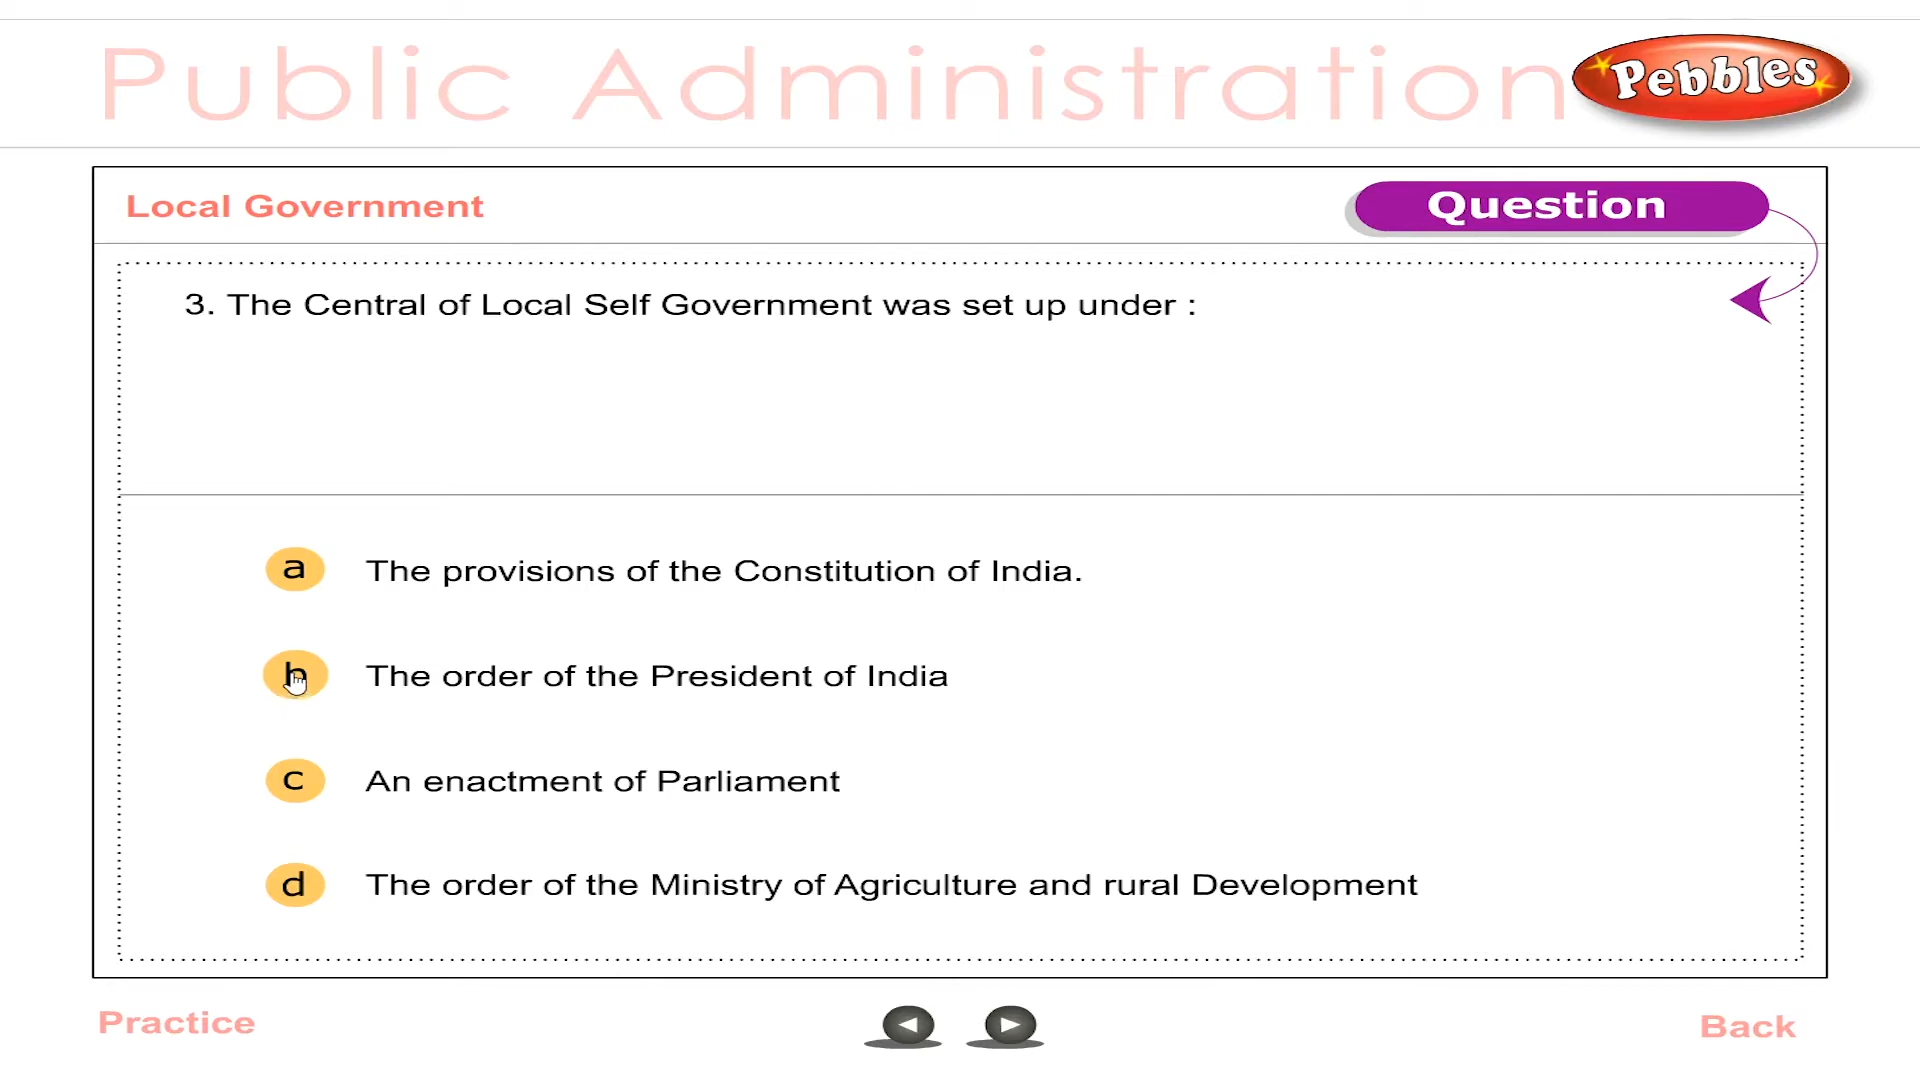 Public Administration
Pebbles
Local Government
Question
3. The Central of Local Self Government was set up under :
a The provisions of the Constitution of India.
b The order of the President of India
c An enactment of Parliament
d The order of the Ministry of Agriculture and rural Development
Practice
Back